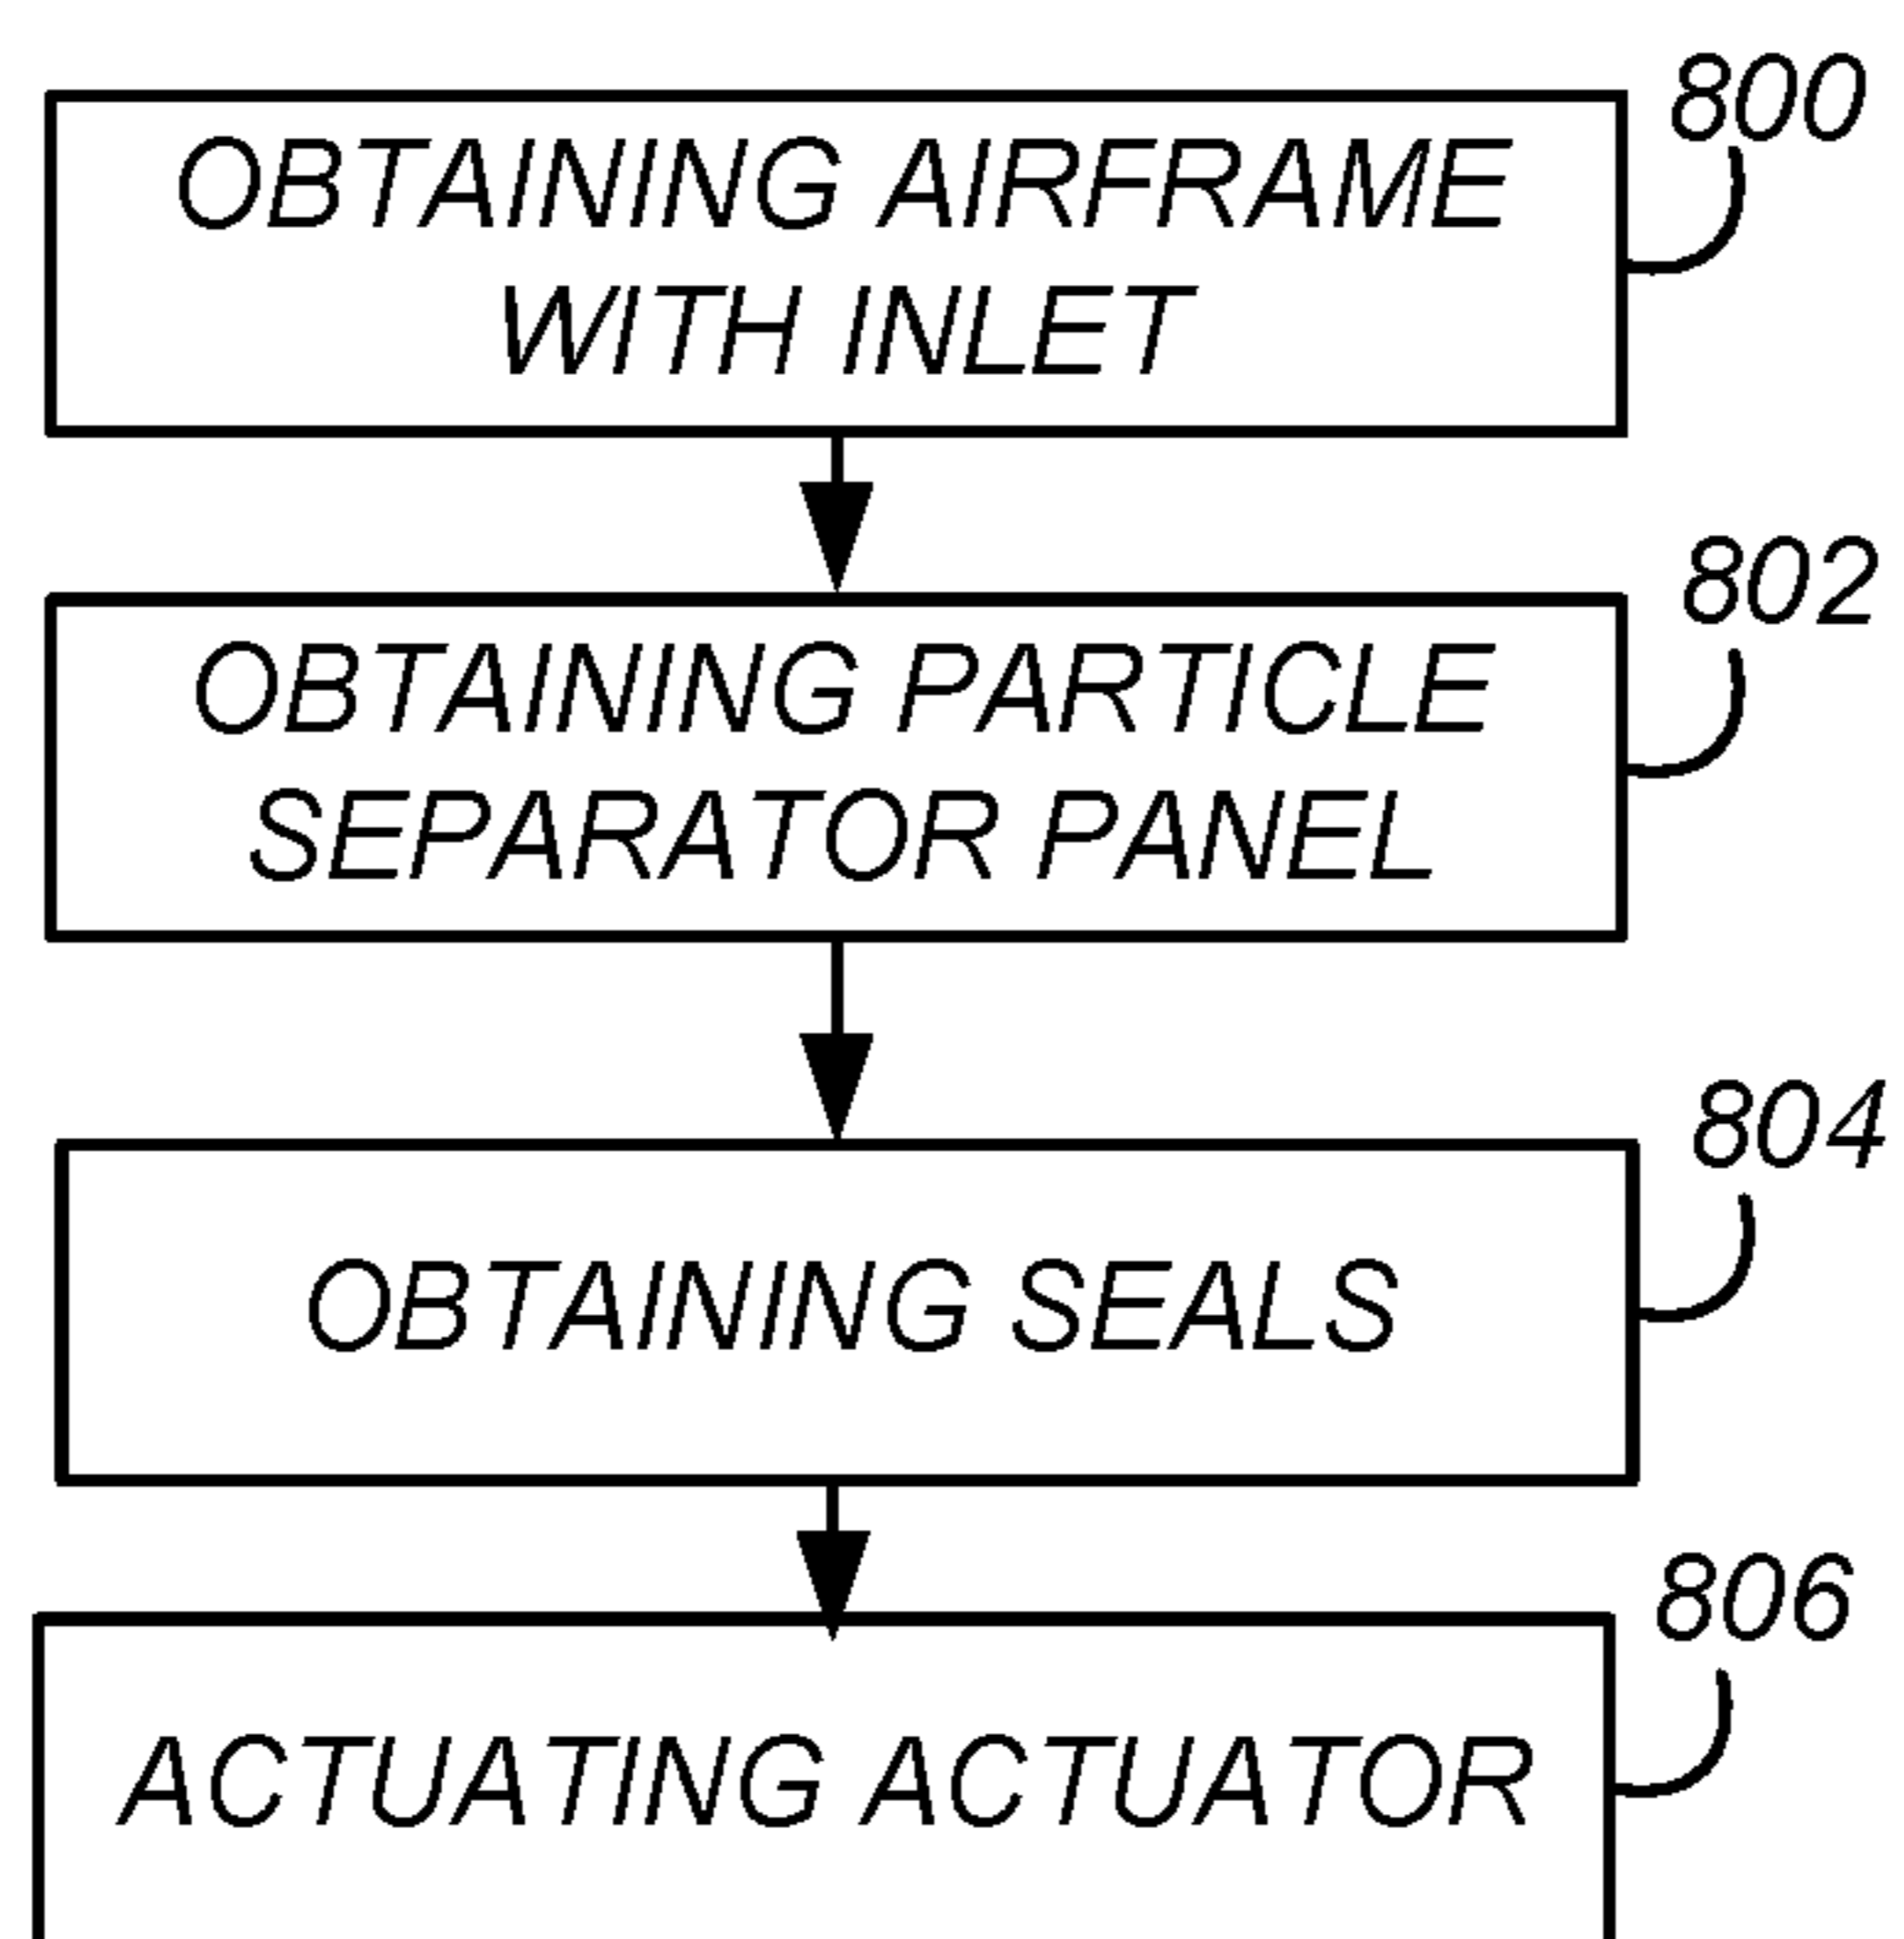 800
OBTAINING AIRFRAME
WITH INLET
802
OBTAINING PARTICLE
SEPARATOR PANEL
804
OBTAINING SEALS
806
ACTUATING ACTUATOR